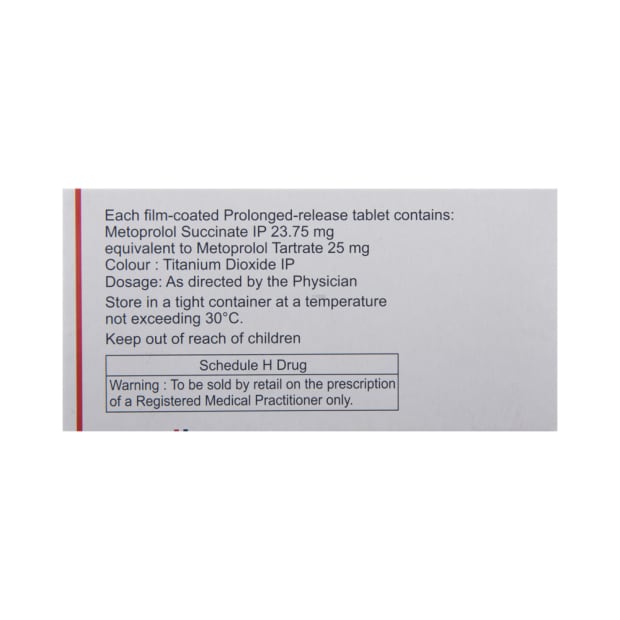 Each film-coated Prolonged-release tablet contains:
Metoprolol Succinate IP 23.75 mg
equivalent to Metoprolol Tartrate 25 mg
Colour : Titanium Dioxide IP
Dosage: As directed by the Physician
Store in a tight container at a temperature
not exceeding 30°C.
Keep out of reach of children
Schedule H Drug
Warning : To be sold by retail on the prescription
of a Registered Medical Practitioner only.